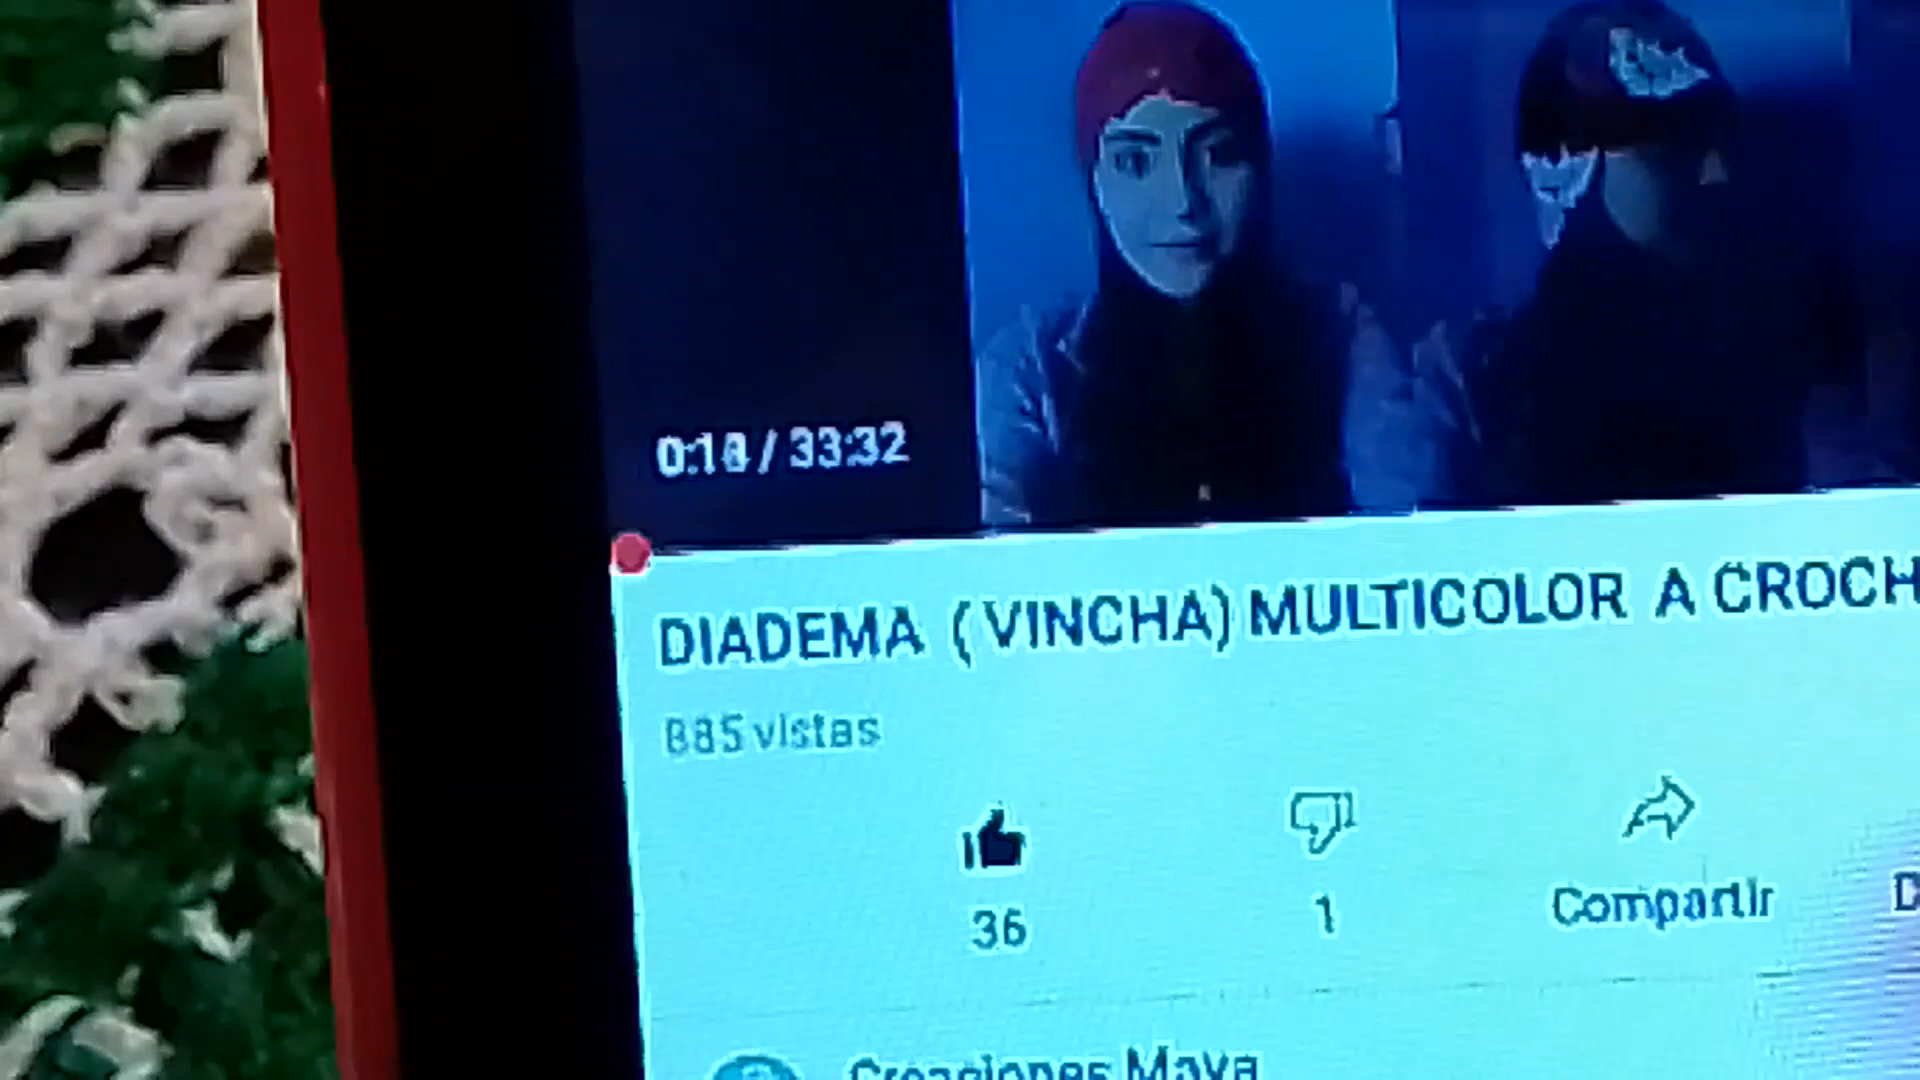 0:18 / 33:32
DIADEMA ( VINCHA) MULTICOLOR A CROCH
885 vistas
36
1
Compartir
D
Creaciones Maya